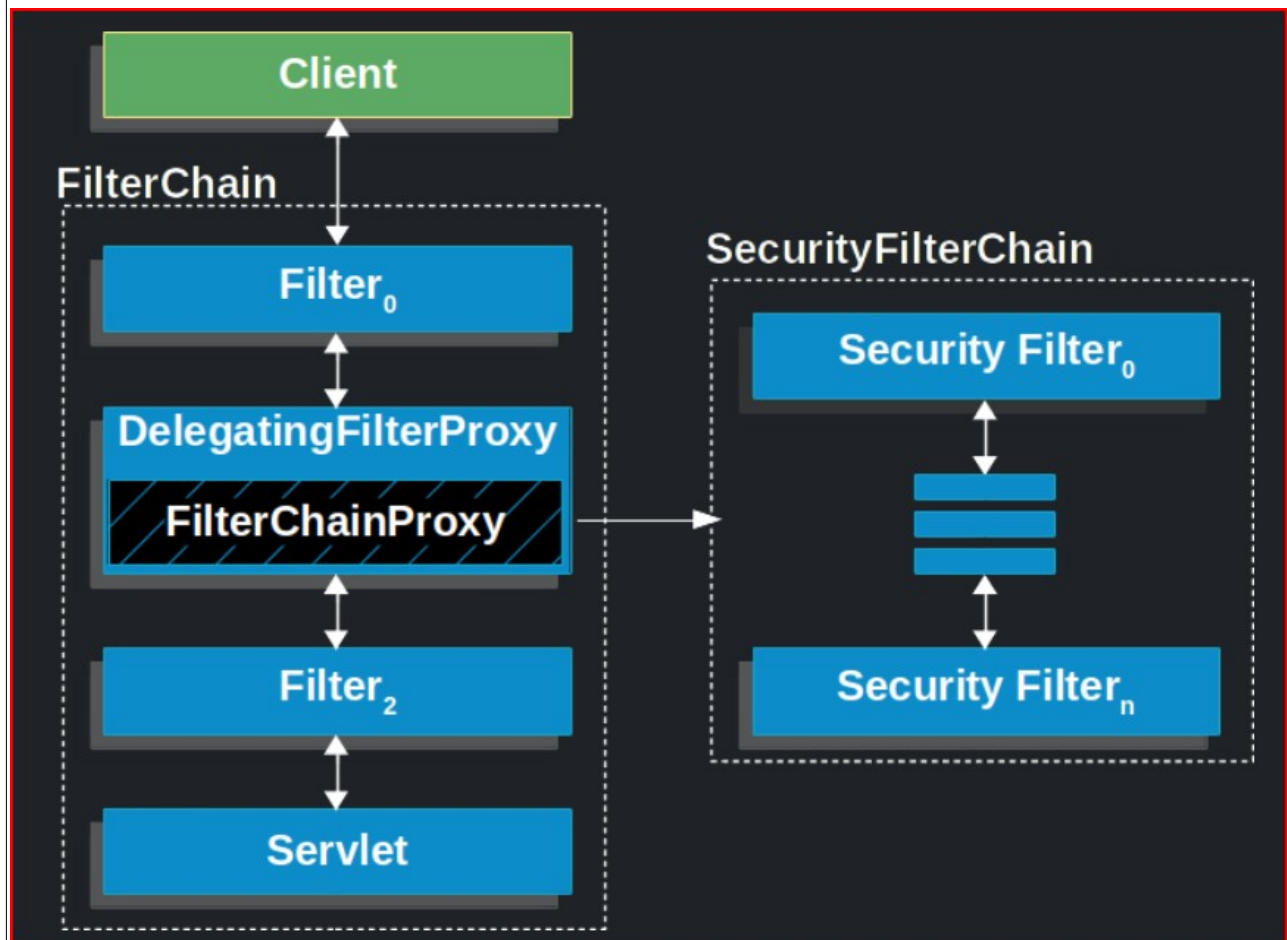 Client
FilterChain
Filter0
DelegatingFilterProxy
FilterChainProxy
Filter2
Servlet
SecurityFilterChain
Security Filter0
Security Filtern